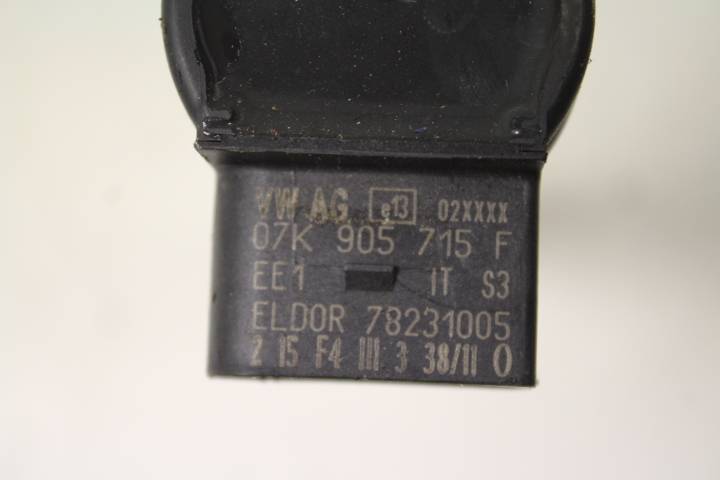 VW AG e13 02XXXX
07K 905 715 F
EE1 IT S3
ELDOR 78231005
2 15 F4 III 3 38/11 0